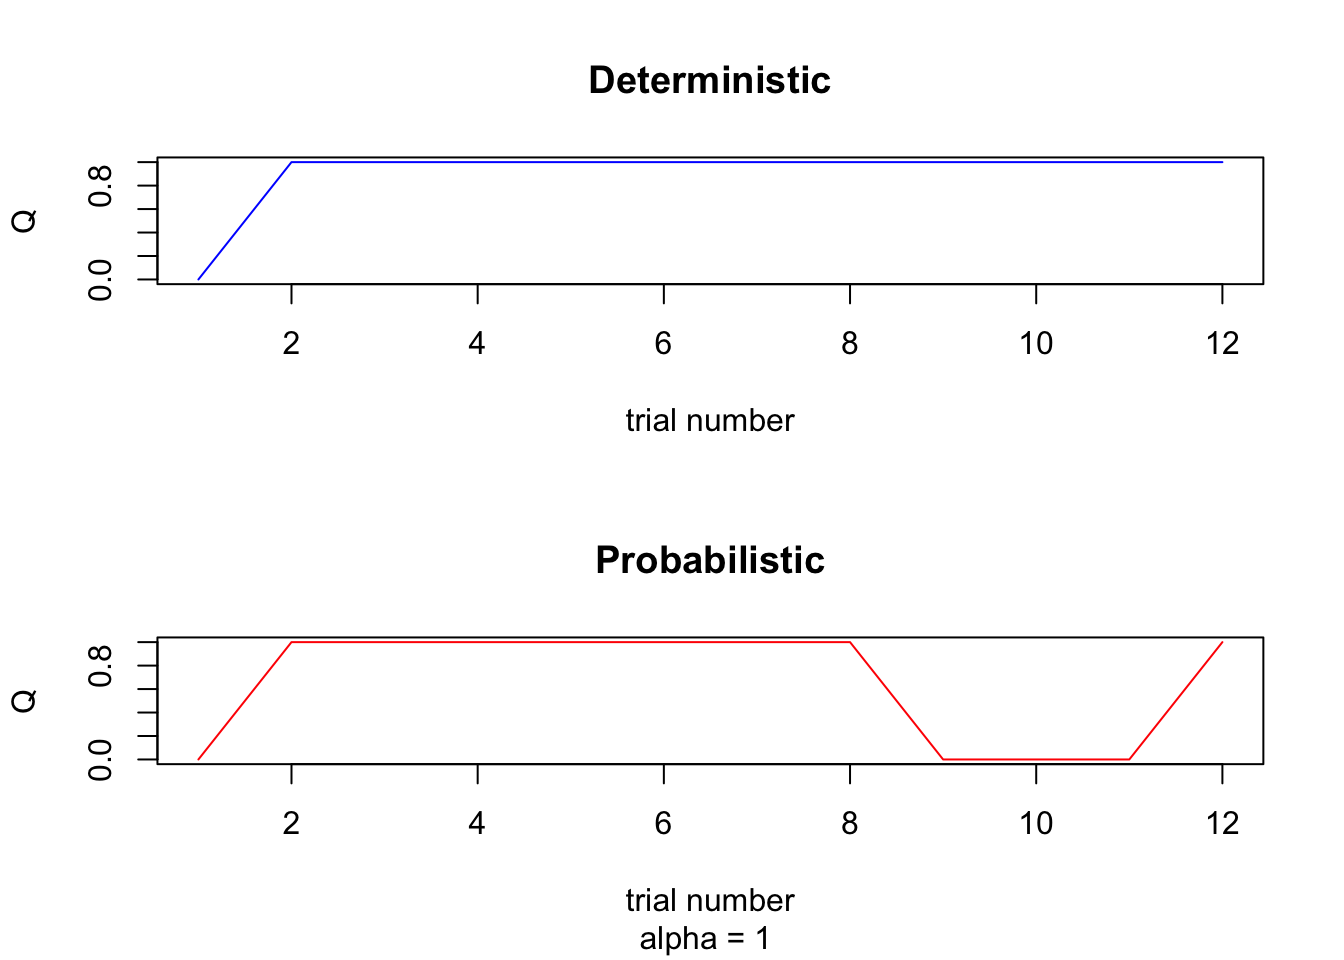 Deterministic
Q
0.8
0.0
2 4 6 8 10 12
trial number
Probabilistic
Q
0.8
0.0
2 4 6 8 10 12
trial number
alpha = 1